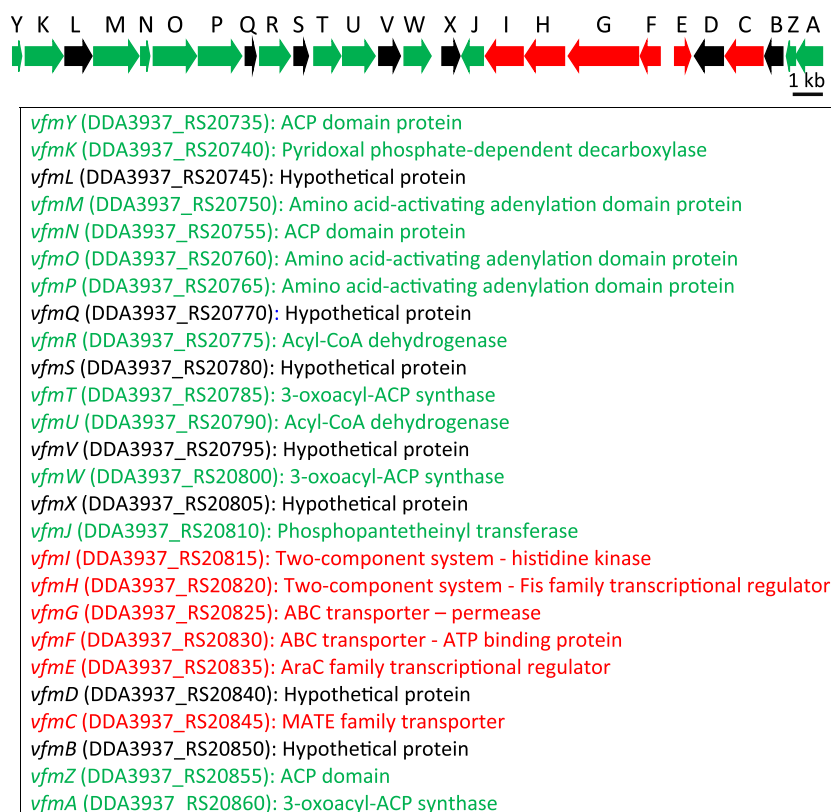 Y K L M N O P Q R S T U V W X J I H G F E D C B Z A
1 kb
vfmY (DDA3937_RS20735): ACP domain protein
vfmK (DDA3937_RS20740): Pyridoxal phosphate-dependent decarboxylase
vfmL (DDA3937_RS20745): Hypothetical protein
vfmM (DDA3937_RS20750): Amino acid-activating adenylation domain protein
vfmN (DDA3937_RS20755): ACP domain protein
vfmO (DDA3937_RS20760): Amino acid-activating adenylation domain protein
vfmP (DDA3937_RS20765): Amino acid-activating adenylation domain protein
vfmQ (DDA3937_RS20770): Hypothetical protein
vfmR (DDA3937_RS20775): Acyl-CoA dehydrogenase
vfmS (DDA3937_RS20780): Hypothetical protein
vfmT (DDA3937_RS20785): 3-oxoacyl-ACP synthase
vfmU (DDA3937_RS20790): Acyl-CoA dehydrogenase
vfmV (DDA3937_RS20795): Hypothetical protein
vfmW (DDA3937_RS20800): 3-oxoacyl-ACP synthase
vfmX (DDA3937_RS20805): Hypothetical protein
vfmJ (DDA3937_RS20810): Phosphopantetheinyl transferase
vfmI (DDA3937_RS20815): Two-component system - histidine kinase
vfmH (DDA3937_RS20820): Two-component system - Fis family transcriptional regulator
vfmG (DDA3937_RS20825): ABC transporter – permease
vfmF (DDA3937_RS20830): ABC transporter - ATP binding protein
vfmE (DDA3937_RS20835): AraC family transcriptional regulator
vfmD (DDA3937_RS20840): Hypothetical protein
vfmC (DDA3937_RS20845): MATE family transporter
vfmB (DDA3937_RS20850): Hypothetical protein
vfmZ (DDA3937_RS20855): ACP domain
vfmA (DDA3937_RS20860): 3-oxoacyl-ACP synthase